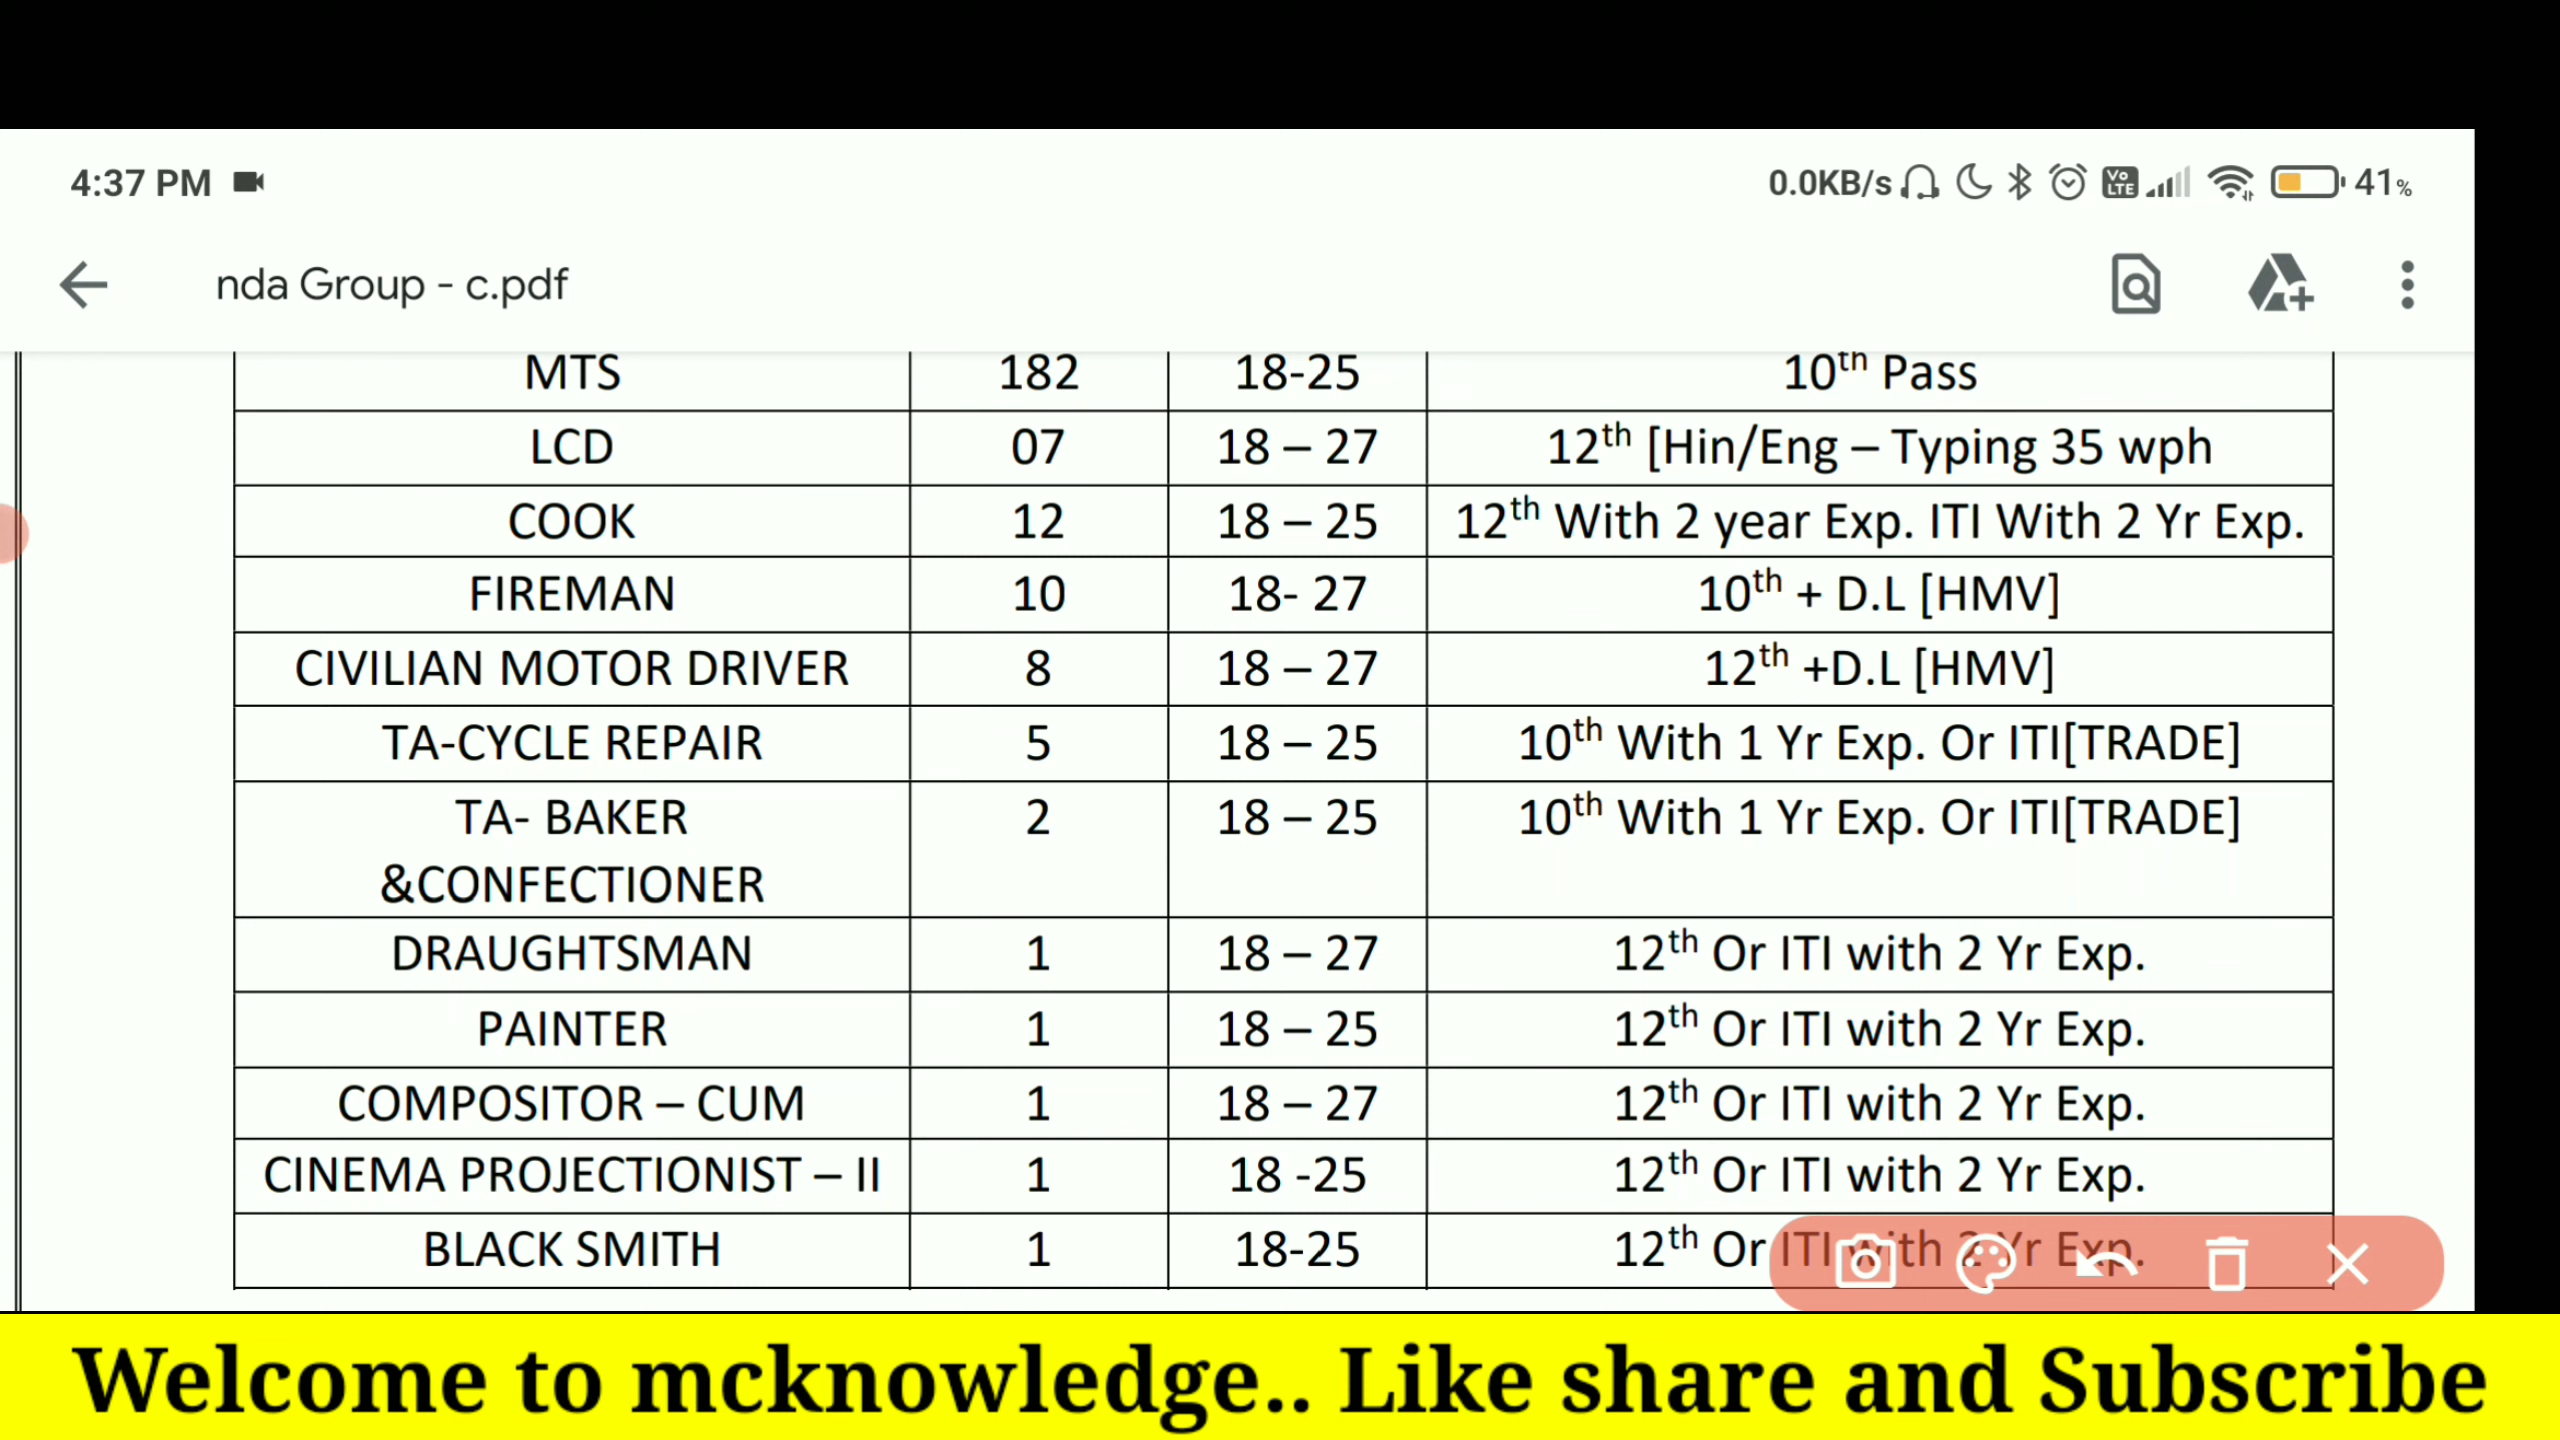 4:37 PM 0.0KB/s Vo LTE 41%
nda Group - c.pdf
MTS 182 18-25 10th Pass
LCD 07 18 – 27 12th [Hin/Eng – Typing 35 wph
COOK 12 18 – 25 12th With 2 year Exp. ITI With 2 Yr Exp.
FIREMAN 10 18- 27 10th + D.L [HMV]
CIVILIAN MOTOR DRIVER 8 18 – 27 12th +D.L [HMV]
TA-CYCLE REPAIR 5 18 – 25 10th With 1 Yr Exp. Or ITI[TRADE]
TA- BAKER 2 18 – 25 10th With 1 Yr Exp. Or ITI[TRADE]
&CONFECTIONER
DRAUGHTSMAN 1 18 – 27 12th Or ITI with 2 Yr Exp.
PAINTER 1 18 – 25 12th Or ITI with 2 Yr Exp.
COMPOSITOR – CUM 1 18 – 27 12th Or ITI with 2 Yr Exp.
CINEMA PROJECTIONIST – II 1 18 -25 12th Or ITI with 2 Yr Exp.
BLACK SMITH 1 18-25 12th Or ITI with 2 Yr Exp.
Welcome to mcknowledge.. Like share and Subscribe